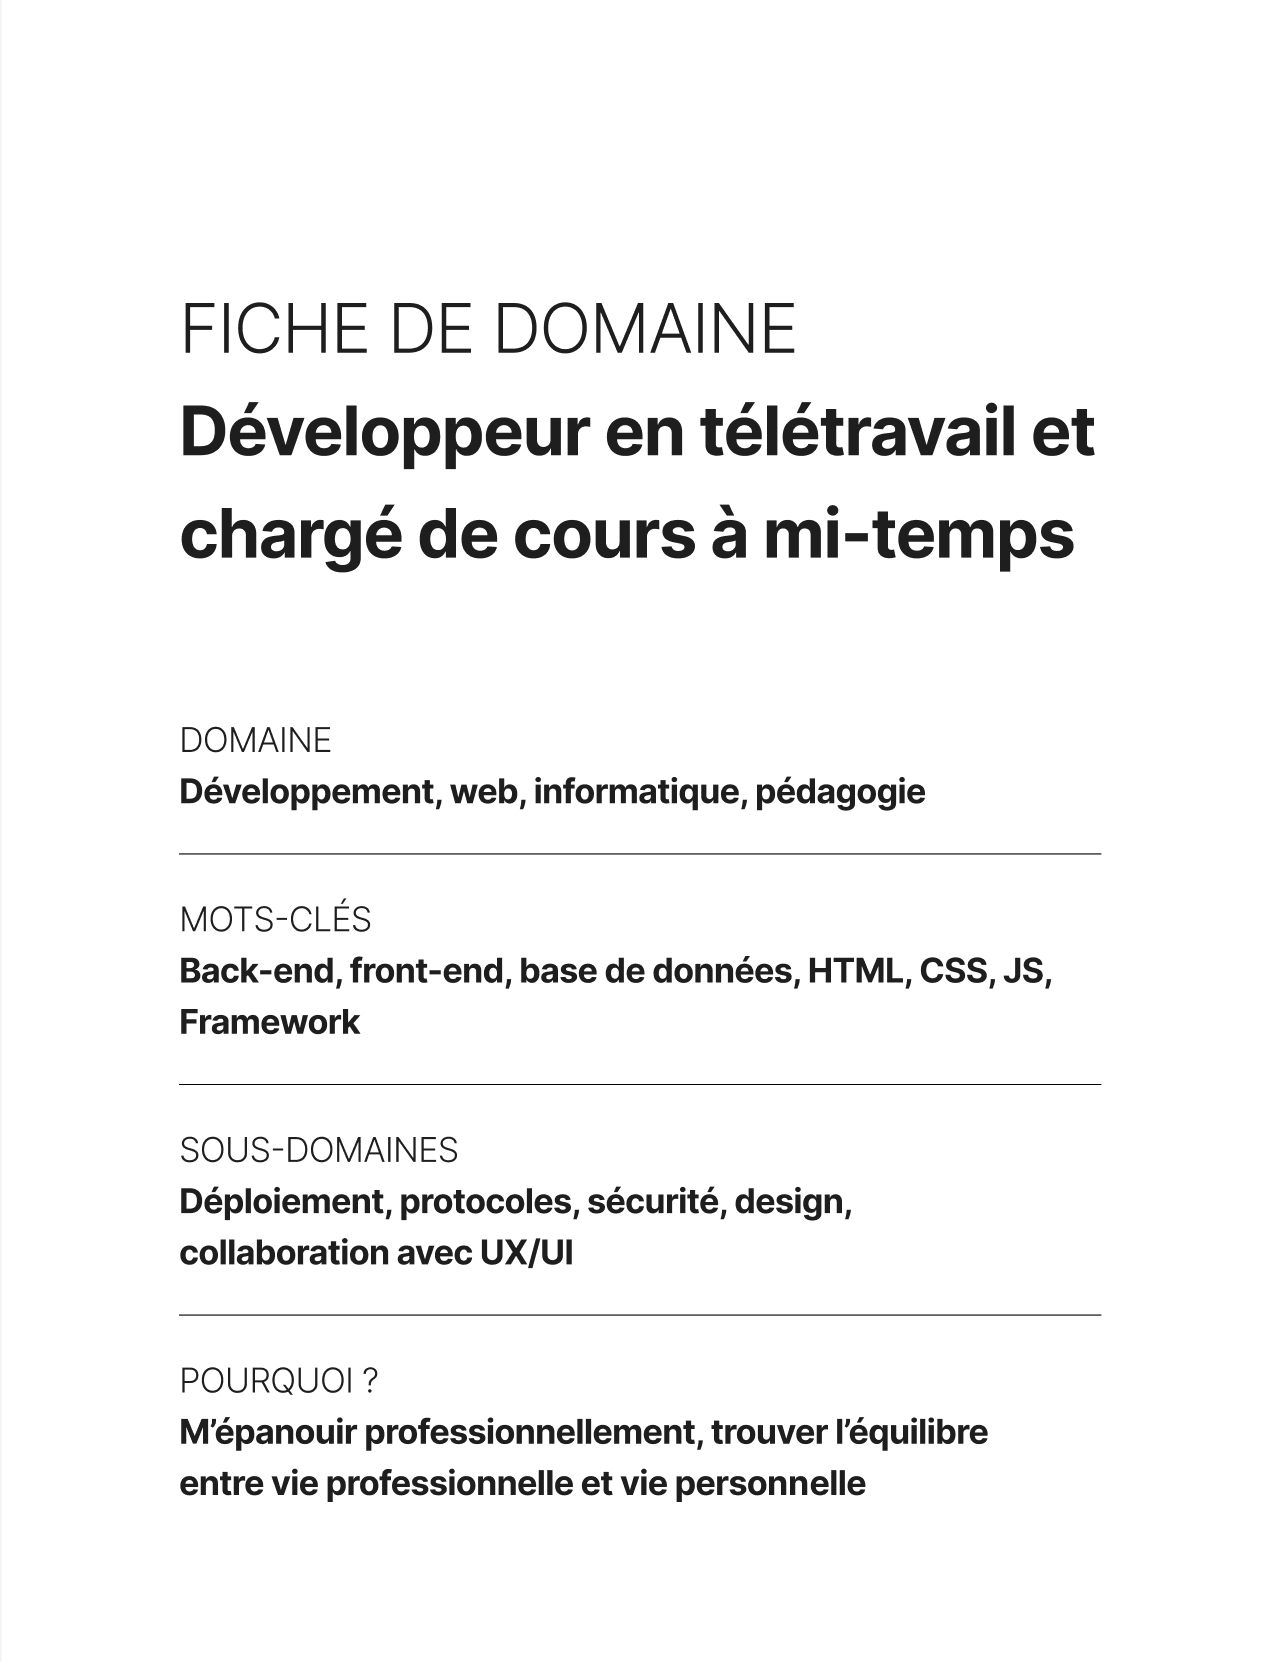 FICHE DE DOMAINE
Développeur en télétravail et
chargé de cours à mi-temps
DOMAINE
Développement, web, informatique, pédagogie
MOTS-CLÉS
Back-end, front-end, base de données, HTML, CSS, JS,
Framework
SOUS-DOMAINES
Déploiement, protocoles, sécurité, design,
collaboration avec UX/UI
POURQUOI ?
M’épanouir professionnellement, trouver l’équilibre
entre vie professionnelle et vie personnelle